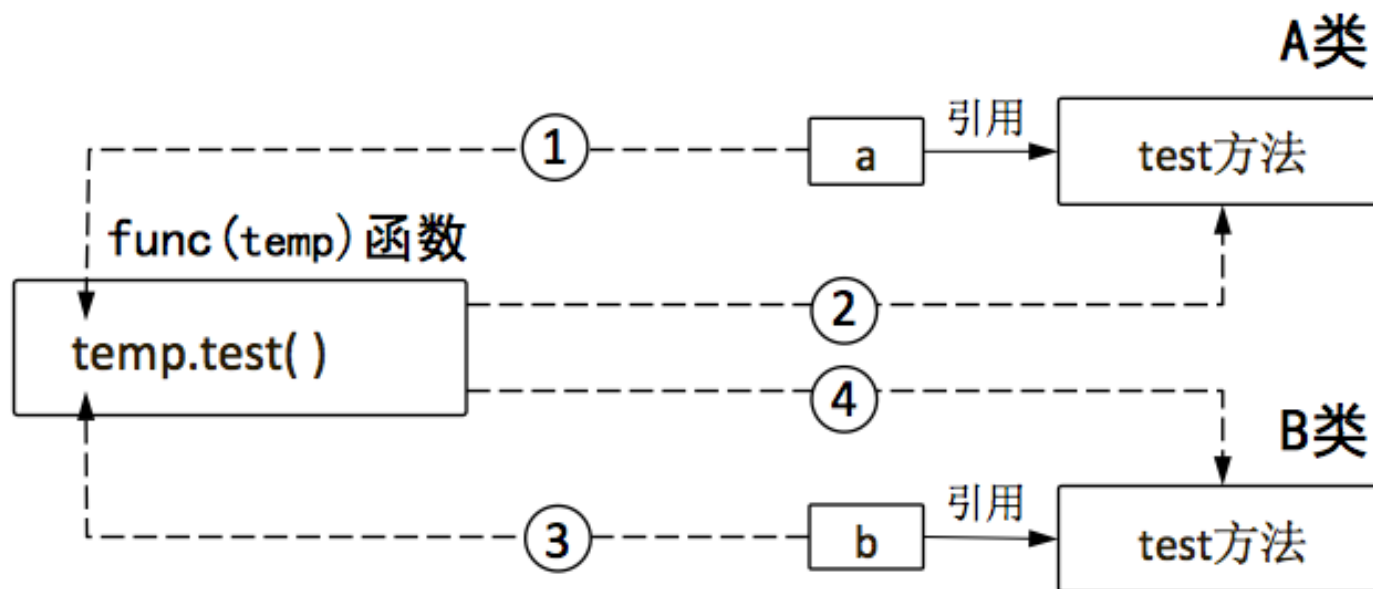 A类
① a 引用 test方法
func(temp)函数
②
temp.test( )
④
B类
③ b 引用 test方法